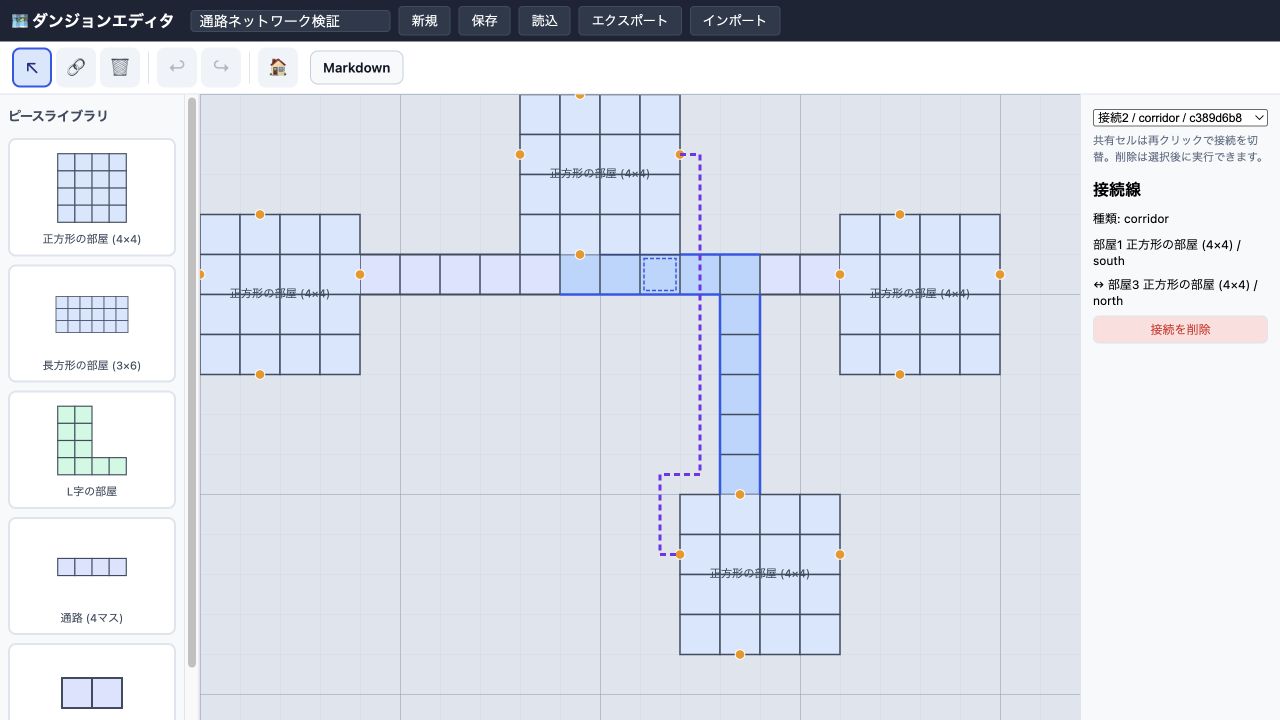 ダンジョンエディタ
通路ネットワーク検証
新規
保存
読込
エクスポート
インポート
Markdown
ピースライブラリ
正方形の部屋 (4×4)
長方形の部屋 (3×6)
L字の部屋
通路 (4マス)
正方形の部屋 (4×4)
正方形の部屋 (4×4)
正方形の部屋 (4×4)
正方形の部屋 (4×4)
接続2 / corridor / c389d6b8
共有セルは再クリックで接続を切
替。削除は選択後に実行できます。
接続線
種類: corridor
部屋1 正方形の部屋 (4×4) /
south
↔ 部屋3 正方形の部屋 (4×4) /
north
接続を削除